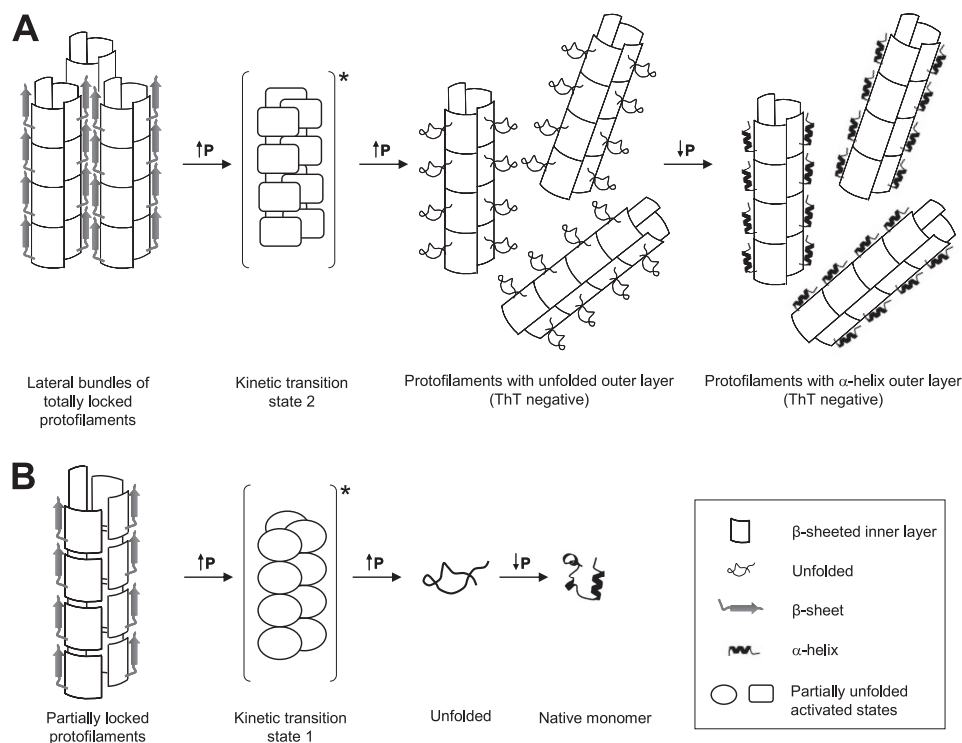 A
*
↑P
↑P
↓P
Lateral bundles of
totally locked
protofilaments
Kinetic transition
state 2
Protofilaments with unfolded outer layer
(ThT negative)
Protofilaments with α-helix outer layer
(ThT negative)
B
*
↑P
↑P
↓P
Partially locked
protofilaments
Kinetic transition
state 1
Unfolded
Native monomer
β-sheeted inner layer
Unfolded
β-sheet
α-helix
Partially unfolded
activated states